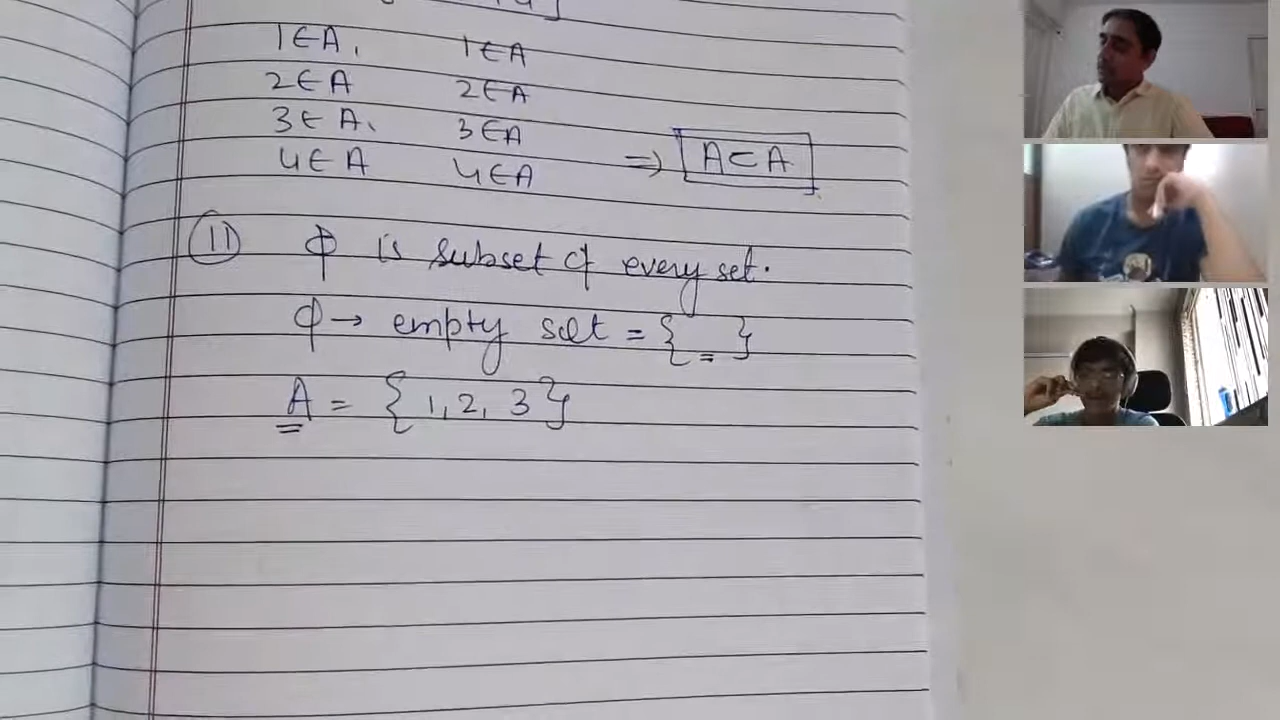 1∈A, 1∈A
2∈A 2∈A
3∈A, 3∈A
4∈A 4∈A ⇒ A⊂A
(11) ϕ is subset of every set.
ϕ → empty set = { }
A = {1, 2, 3}